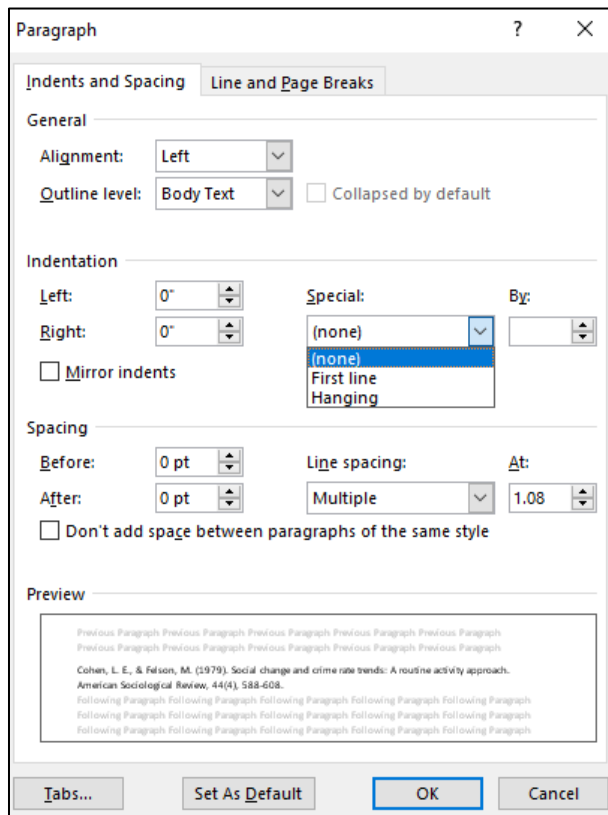 Paragraph ? ×
Indents and Spacing Line and Page Breaks
General
Alignment: Left
Outline level: Body Text Collapsed by default
Indentation
Left: 0" Special: By:
Right: 0" (none)
Mirror indents (none)
First line
Hanging
Spacing
Before: 0 pt Line spacing: At:
After: 0 pt Multiple 1.08
Don't add space between paragraphs of the same style
Preview
Previous Paragraph Previous Paragraph Previous Paragraph Previous Paragraph Previous Paragraph
Previous Paragraph Previous Paragraph Previous Paragraph Previous Paragraph Previous Paragraph
Cohen, L. E., & Felson, M. (1979). Social change and crime rate trends: A routine activity approach.
American Sociological Review, 44(4), 588-608.
Following Paragraph Following Paragraph Following Paragraph Following Paragraph Following Paragraph
Following Paragraph Following Paragraph Following Paragraph Following Paragraph Following Paragraph
Following Paragraph Following Paragraph Following Paragraph Following Paragraph Following Paragraph
Tabs... Set As Default OK Cancel